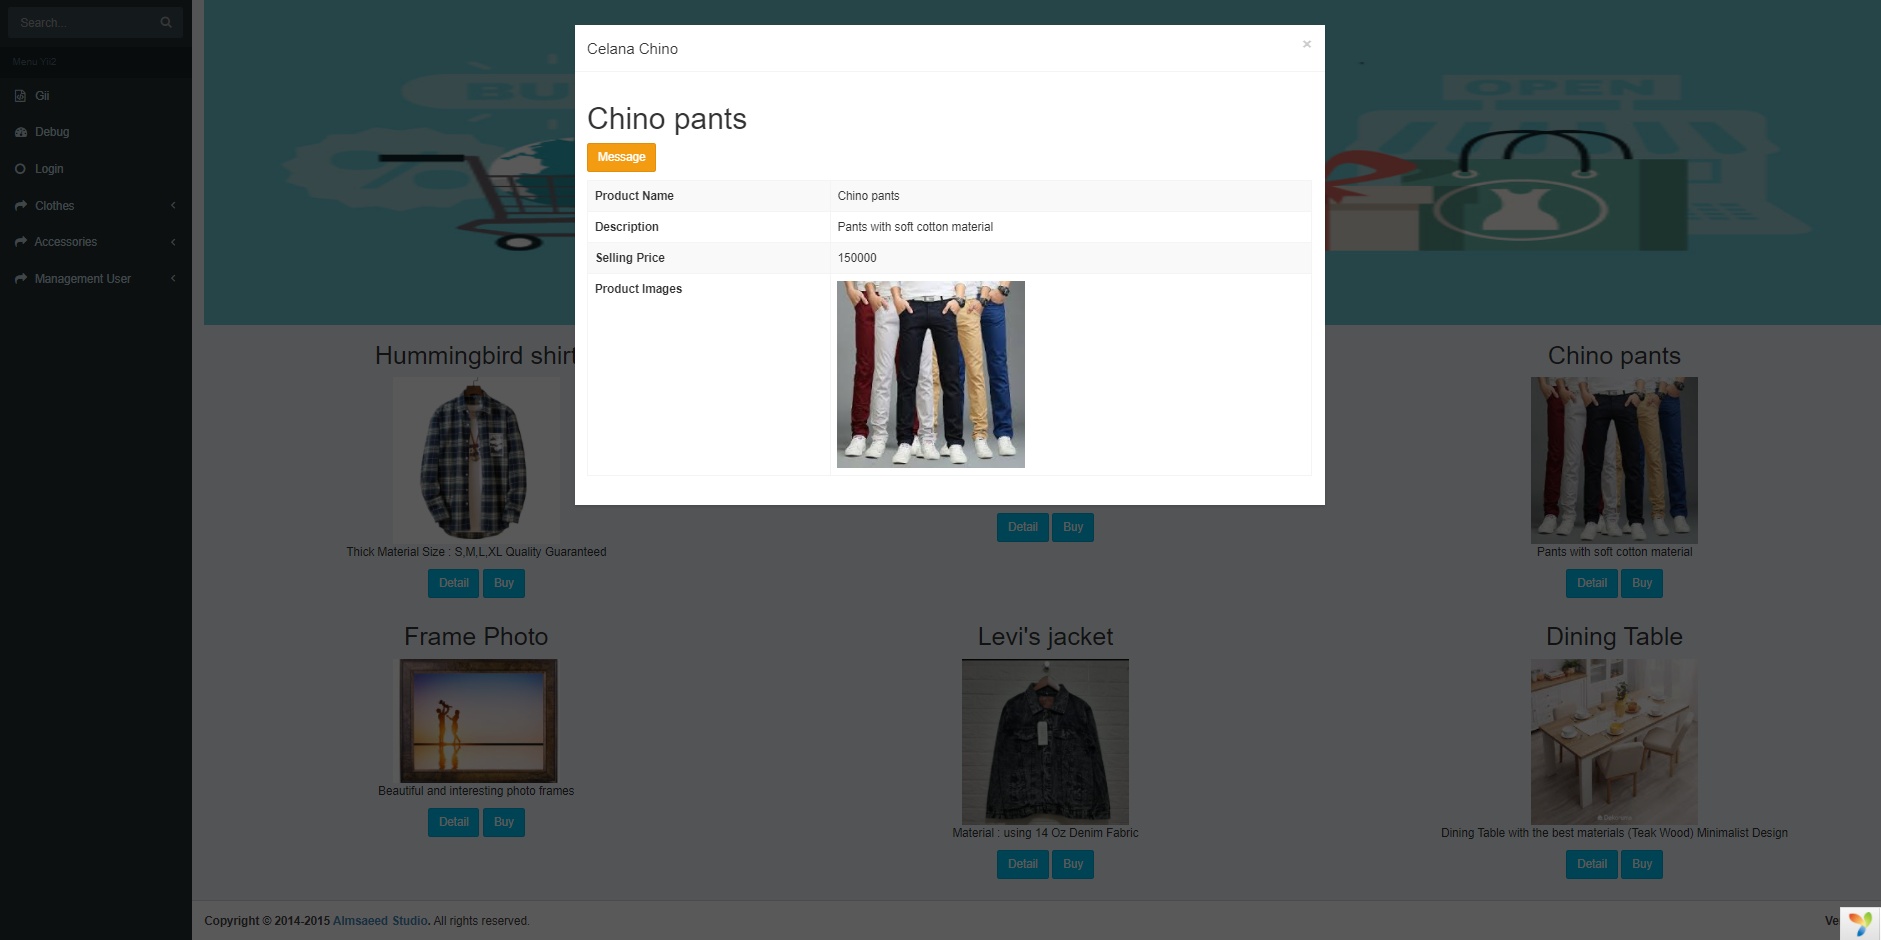 Search...
Menu Yii2
Gii
Debug
Login
Clothes
Accessories
Management User
BU
OPEN
Celana Chino
×
Chino pants
Message
Product Name Chino pants
Description Pants with soft cotton material
Selling Price 150000
Product Images
Hummingbird shirt
Thick Material Size : S,M,L,XL Quality Guaranteed
Detail Buy
Detail Buy
Chino pants
Pants with soft cotton material
Detail Buy
Frame Photo
Beautiful and interesting photo frames
Detail Buy
Levi's jacket
Material : using 14 Oz Denim Fabric
Detail Buy
Dining Table
Dining Table with the best materials (Teak Wood) Minimalist Design
Detail Buy
Copyright © 2014-2015 Almsaeed Studio. All rights reserved.
Ve